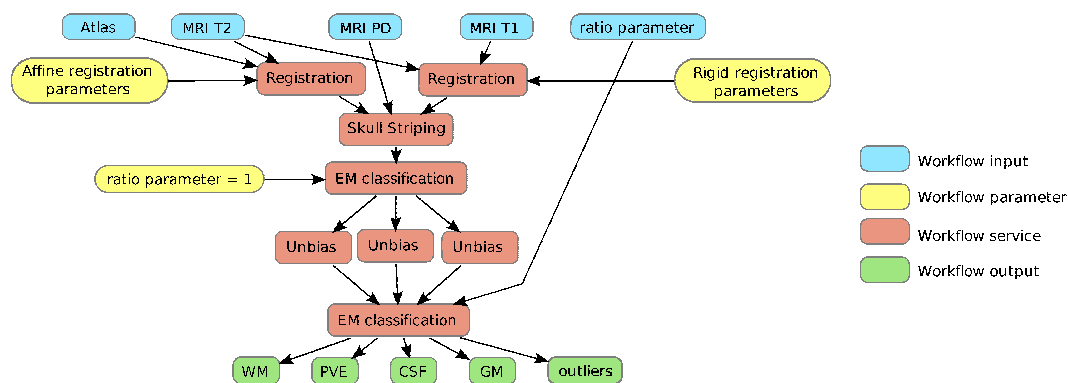 Atlas
MRI T2
MRI PD
MRI T1
ratio parameter
Affine registration
parameters
Registration
Registration
Rigid registration
parameters
Skull Striping
ratio parameter = 1
EM classification
Unbias
Unbias
Unbias
EM classification
WM
PVE
CSF
GM
outliers
Workflow input
Workflow parameter
Workflow service
Workflow output